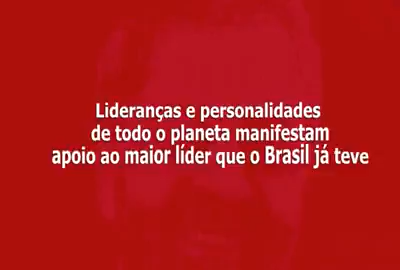 Lideranças e personalidades
de todo o planeta manifestam
apoio ao maior líder que o Brasil já teve